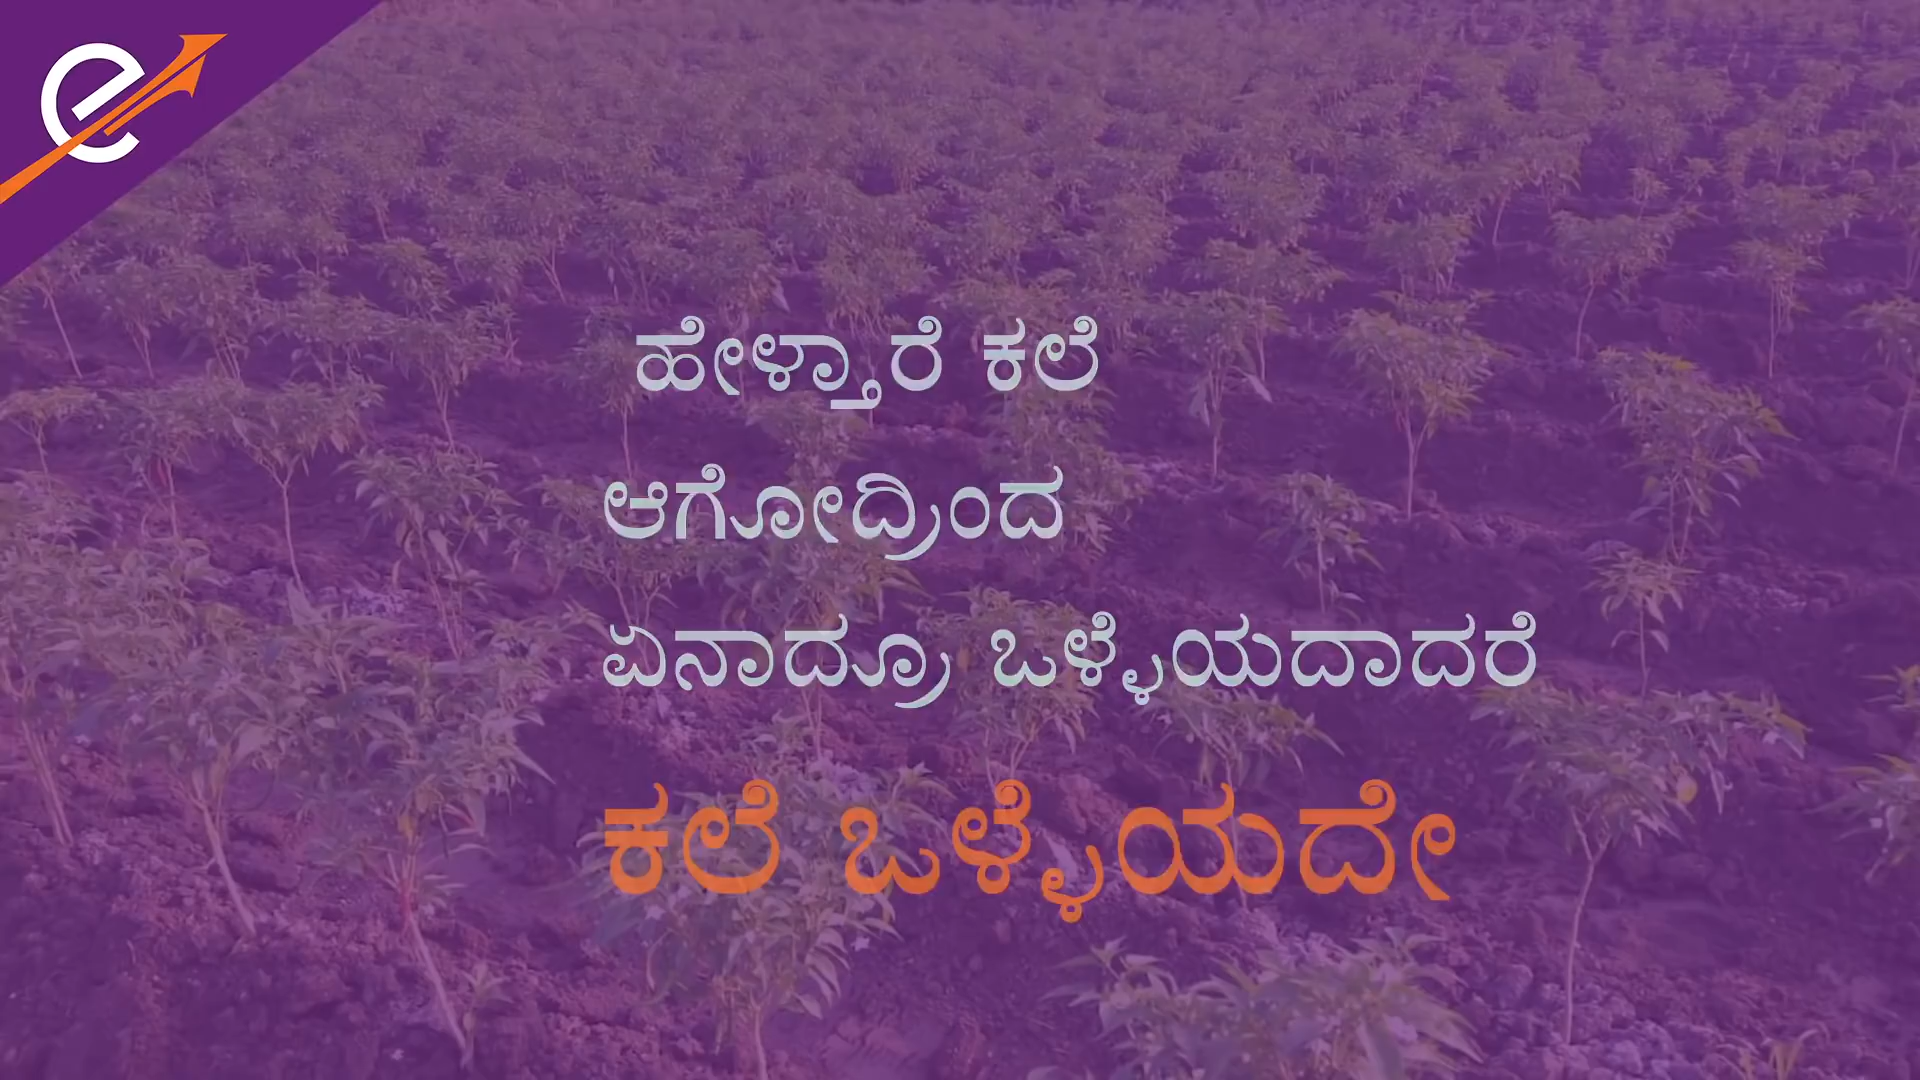 e
ಹೇಳ್ತಾರೆ ಕಲೆ
ಆಗೋದ್ರಿಂದ
ಏನಾದ್ರೂ ಒಳ್ಳೆಯದಾದರೆ
ಕಲೆ ಒಳ್ಳೆಯದೇ